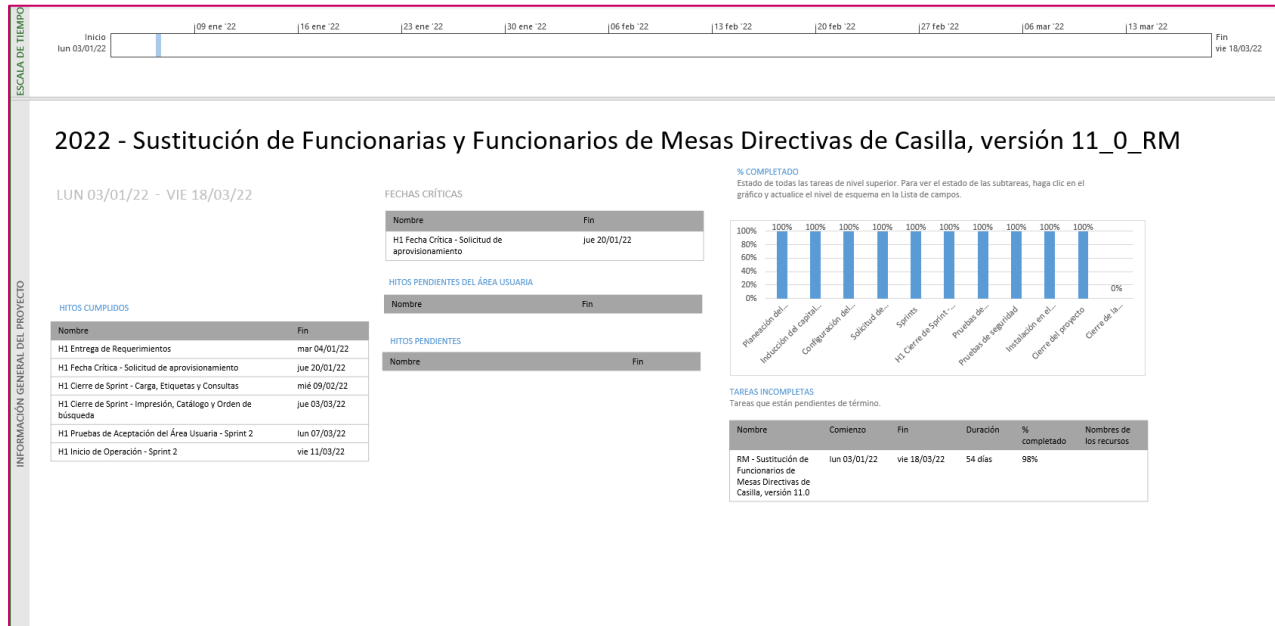 ESCALA DE TIEMPO
09 ene '22
16 ene '22
23 ene '22
30 ene '22
06 feb '22
13 feb '22
20 feb '22
27 feb '22
06 mar '22
13 mar '22
Inicio
lun 03/01/22
Fin
vie 18/03/22
INFORMACIÓN GENERAL DEL PROYECTO
2022 - Sustitución de Funcionarias y Funcionarios de Mesas Directivas de Casilla, versión 11_0_RM
LUN 03/01/22 - VIE 18/03/22
HITOS CUMPLIDOS
Nombre Fin
H1 Entrega de Requerimientos mar 04/01/22
H1 Fecha Crítica - Solicitud de aprovisionamiento jue 20/01/22
H1 Cierre de Sprint - Carga, Etiquetas y Consultas mié 09/02/22
H1 Cierre de Sprint - Impresión, Catálogo y Orden de jue 03/03/22
búsqueda
H1 Pruebas de Aceptación del Área Usuaria - Sprint 2 lun 07/03/22
H1 Inicio de Operación - Sprint 2 vie 11/03/22
FECHAS CRÍTICAS
Nombre Fin
H1 Fecha Crítica - Solicitud de jue 20/01/22
aprovisionamiento
HITOS PENDIENTES DEL ÁREA USUARIA
Nombre Fin
HITOS PENDIENTES
Nombre Fin
% COMPLETADO
Estado de todas las tareas de nivel superior. Para ver el estado de las subtareas, haga clic en el
gráfico y actualice el nivel de esquema en la Lista de campos.
100%
80%
60%
40%
20%
0%
100% 100% 100% 100% 100% 100% 100% 100% 100% 100% 0%
Planeación del...
Inducción del capital...
Configuración del...
Solicitud de...
Sprints
H1 Cierre de Sprint -...
Pruebas de...
Pruebas de seguridad
Instalación en el...
Cierre del proyecto
Cierre de la...
TAREAS INCOMPLETAS
Tareas que están pendientes de término.
Nombre Comienzo Fin Duración % Nombres de
completado los recursos
RM - Sustitución de lun 03/01/22 vie 18/03/22 54 días 98%
Funcionarios de
Mesas Directivas de
Casilla, versión 11.0